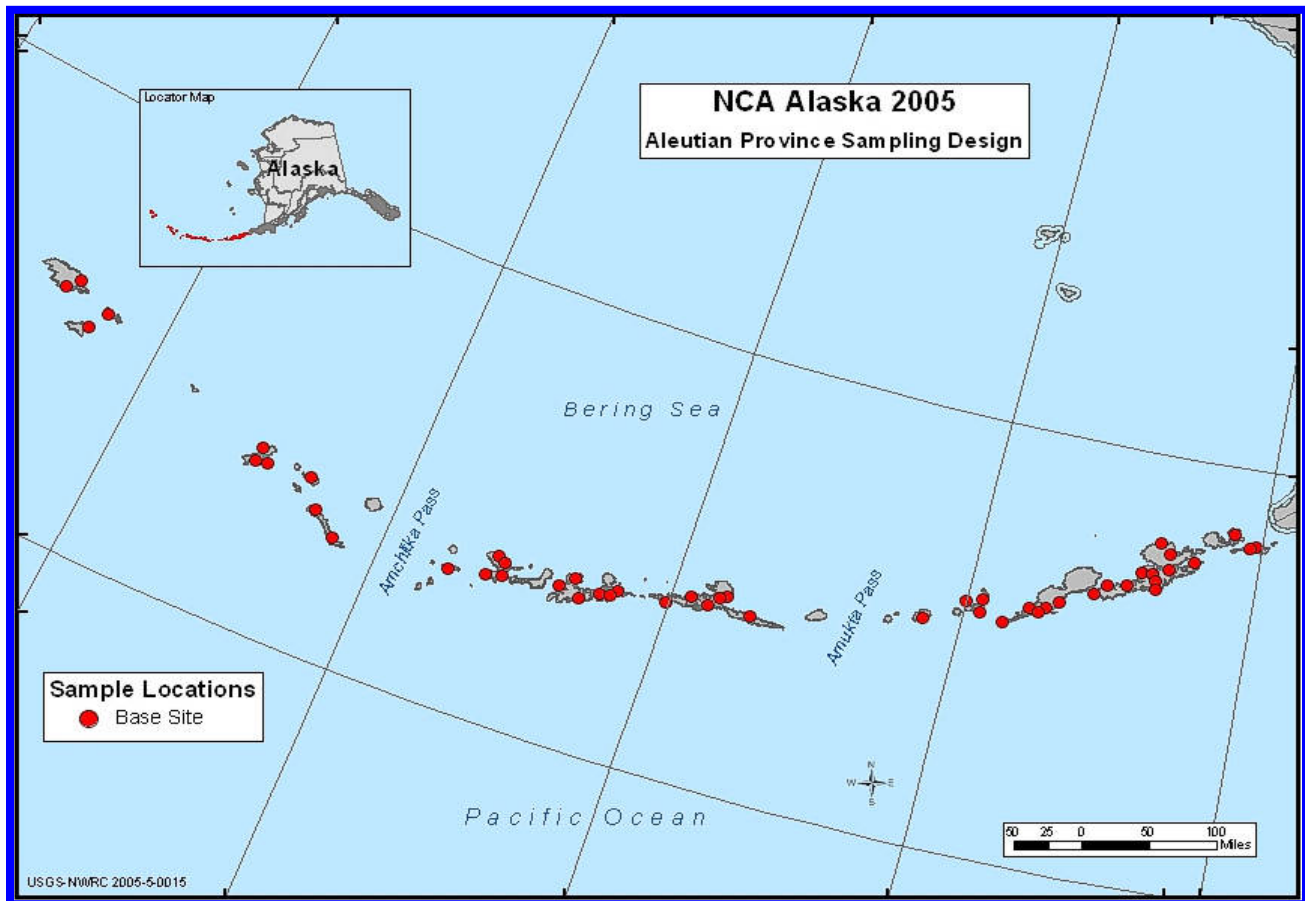 Locator Map
Alaska
NCA Alaska 2005
Aleutian Province Sampling Design
Bering Sea
Amchitka Pass
Amukta Pass
Sample Locations
Base Site
N
W E
S
Pacific Ocean
50 25 0 50 100
Miles
USGS-NWRC 2005-5-0015